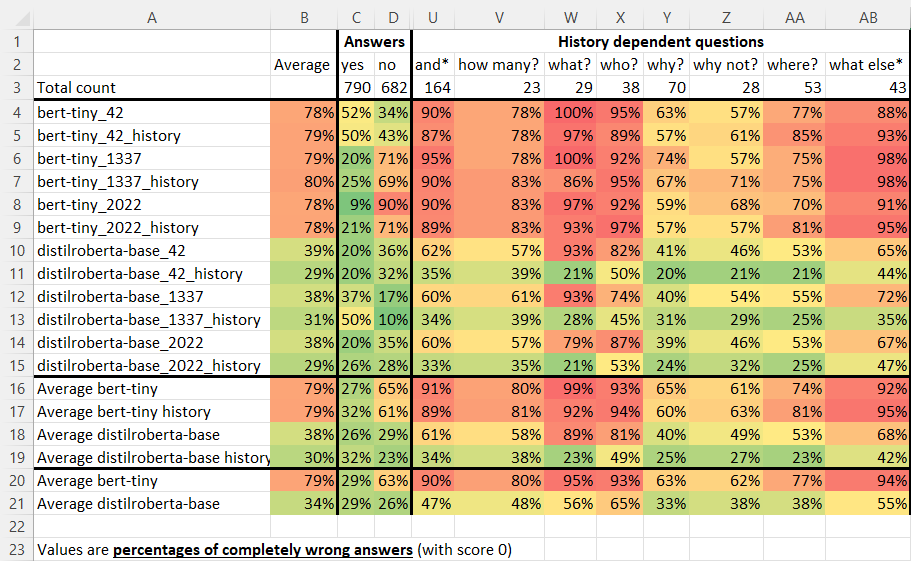 A B C D U V W X Y Z AA AB
1 Answers History dependent questions
2 Average yes no and* how many? what? who? why? why not? where? what else*
3 Total count 790 682 164 23 29 38 70 28 53 43
4 bert-tiny_42 78% 52% 34% 90% 78% 100% 95% 63% 57% 77% 88%
5 bert-tiny_42_history 79% 50% 43% 87% 78% 97% 89% 57% 61% 85% 93%
6 bert-tiny_1337 79% 20% 71% 95% 78% 100% 92% 74% 57% 75% 98%
7 bert-tiny_1337_history 80% 25% 69% 90% 83% 86% 95% 67% 71% 75% 98%
8 bert-tiny_2022 78% 9% 90% 90% 83% 97% 92% 59% 68% 70% 91%
9 bert-tiny_2022_history 78% 21% 71% 89% 83% 93% 97% 57% 57% 81% 95%
10 distilroberta-base_42 39% 20% 36% 62% 57% 93% 82% 41% 46% 53% 65%
11 distilroberta-base_42_history 29% 20% 32% 35% 39% 21% 50% 20% 21% 21% 44%
12 distilroberta-base_1337 38% 37% 17% 60% 61% 93% 74% 40% 54% 55% 72%
13 distilroberta-base_1337_history 31% 50% 10% 34% 39% 28% 45% 31% 29% 25% 35%
14 distilroberta-base_2022 38% 20% 35% 60% 57% 79% 87% 39% 46% 53% 67%
15 distilroberta-base_2022_history 29% 26% 28% 33% 35% 21% 53% 24% 32% 25% 47%
16 Average bert-tiny 79% 27% 65% 91% 80% 99% 93% 65% 61% 74% 92%
17 Average bert-tiny history 79% 32% 61% 89% 81% 92% 94% 60% 63% 81% 95%
18 Average distilroberta-base 38% 26% 29% 61% 58% 89% 81% 40% 49% 53% 68%
19 Average distilroberta-base history 30% 32% 23% 34% 38% 23% 49% 25% 27% 23% 42%
20 Average bert-tiny 79% 29% 63% 90% 80% 95% 93% 63% 62% 77% 94%
21 Average distilroberta-base 34% 29% 26% 47% 48% 56% 65% 33% 38% 38% 55%
22
23 Values are percentages of completely wrong answers (with score 0)